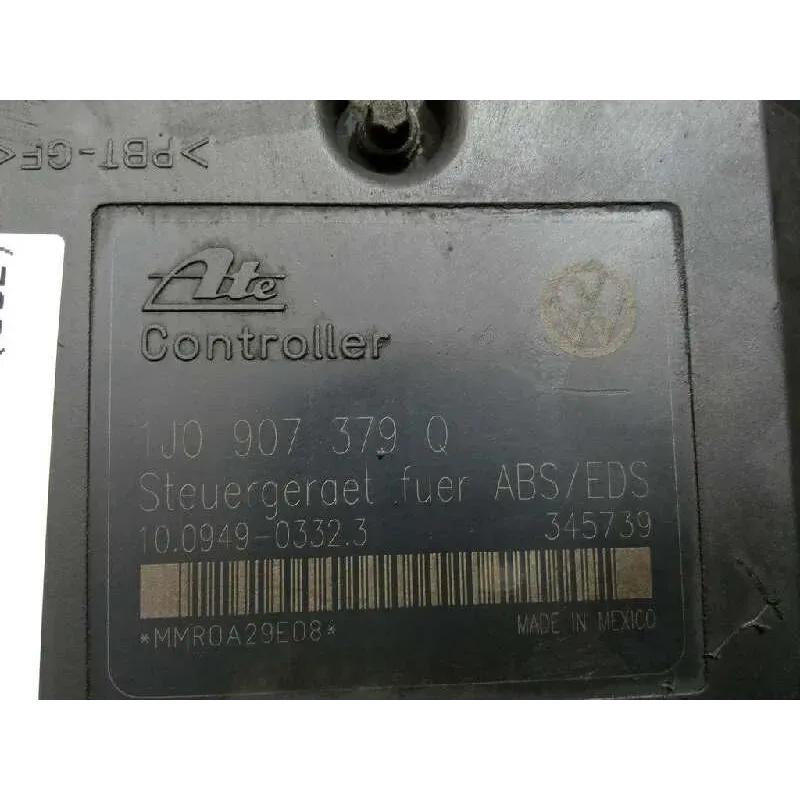 >PBT-GF<
Ate
Controller
1J0 907 379 Q
Steuergeraet fuer ABS/EDS
10.0949-0332.3 345739
*MMR0A29E08* MADE IN MEXICO